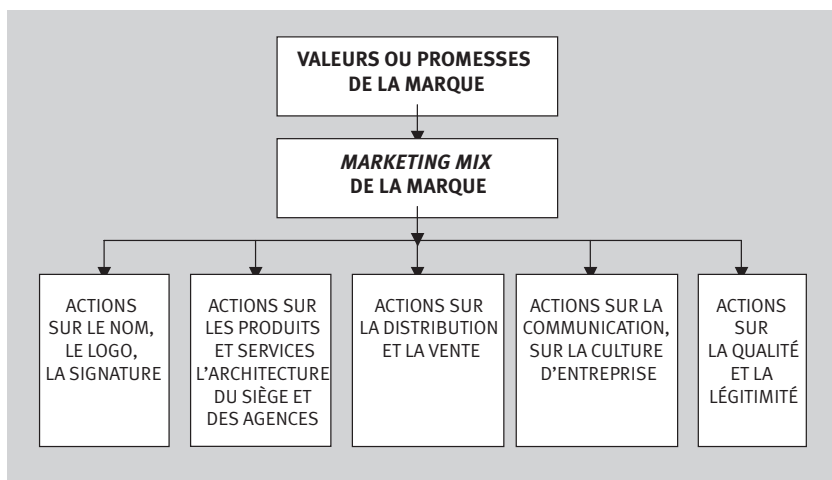 VALEURS OU PROMESSES
DE LA MARQUE
MARKETING MIX
DE LA MARQUE
ACTIONS
SUR LE NOM,
LE LOGO,
LA SIGNATURE
ACTIONS SUR
LES PRODUITS
ET SERVICES
L’ARCHITECTURE
DU SIÈGE ET
DES AGENCES
ACTIONS SUR
LA DISTRIBUTION
ET LA VENTE
ACTIONS SUR LA
COMMUNICATION,
SUR LA CULTURE
D’ENTREPRISE
ACTIONS
SUR
LA QUALITÉ
ET LA
LÉGITIMITÉ